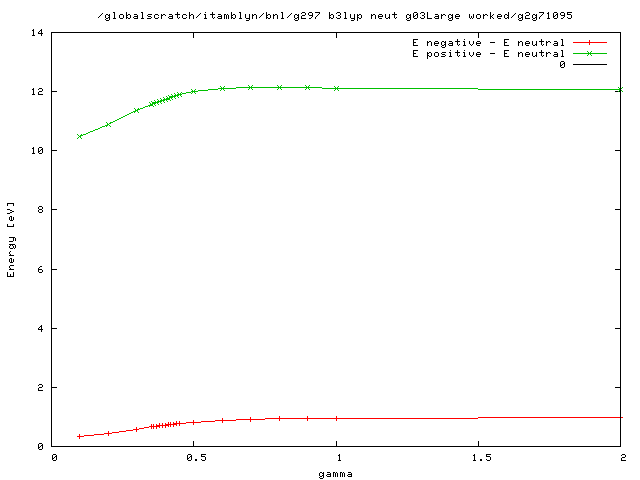 /globalscratch/itamblyn/bnl/g297 b3lyp neut g03Large worked/g2g71095
E negative - E neutral
E positive - E neutral
0
14
12
10
8
6
4
2
0
Energy [eV]
0
0.5
1
1.5
2
gamma